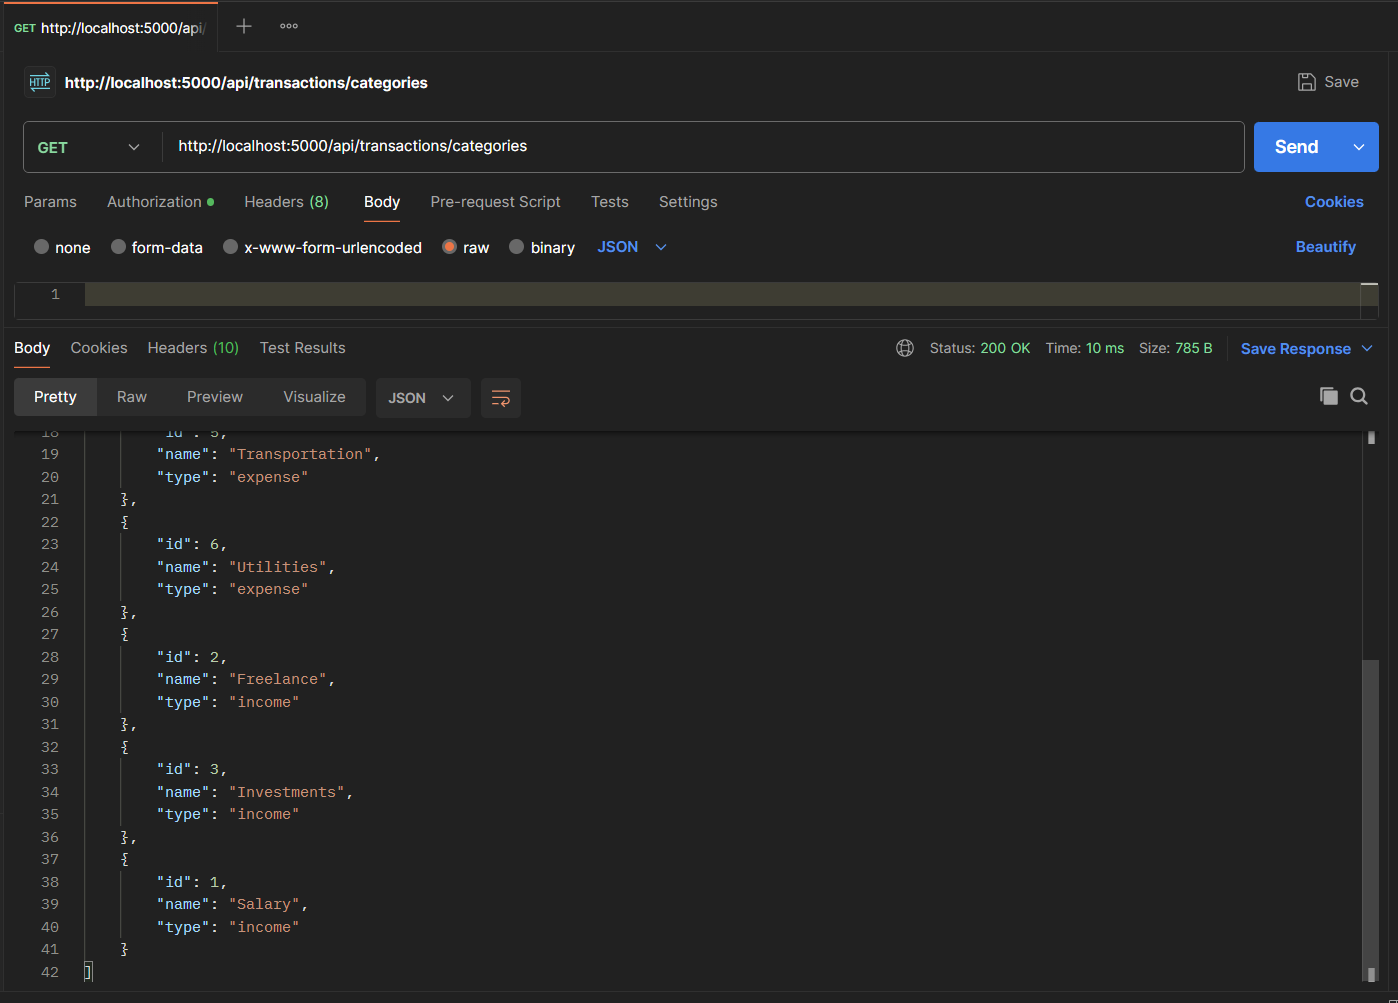 GET http://localhost:5000/api/
HTTP http://localhost:5000/api/transactions/categories
Save
GET http://localhost:5000/api/transactions/categories
Send
Params Authorization Headers (8) Body Pre-request Script Tests Settings Cookies
none form-data x-www-form-urlencoded raw binary JSON Beautify
1
Body Cookies Headers (10) Test Results Status: 200 OK Time: 10 ms Size: 785 B Save Response
Pretty Raw Preview Visualize JSON
18 "id": 5,
19 "name": "Transportation",
20 "type": "expense"
21 },
22 {
23 "id": 6,
24 "name": "Utilities",
25 "type": "expense"
26 },
27 {
28 "id": 2,
29 "name": "Freelance",
30 "type": "income"
31 },
32 {
33 "id": 3,
34 "name": "Investments",
35 "type": "income"
36 },
37 {
38 "id": 1,
39 "name": "Salary",
40 "type": "income"
41 }
42 ]